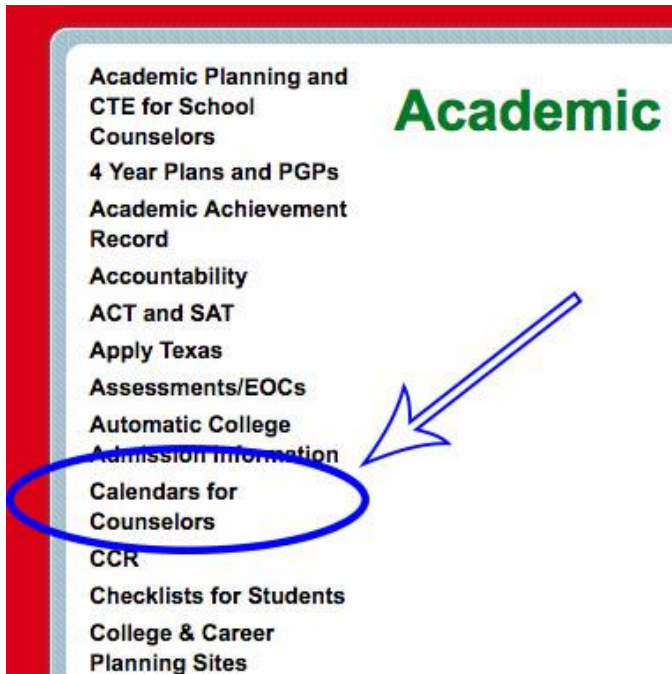 Academic Planning and
CTE for School
Counselors
4 Year Plans and PGPs
Academic Achievement
Record
Accountability
ACT and SAT
Apply Texas
Assessments/EOCs
Automatic College
Admission Information
Calendars for
Counselors
CCR
Checklists for Students
College & Career
Planning Sites
Academic